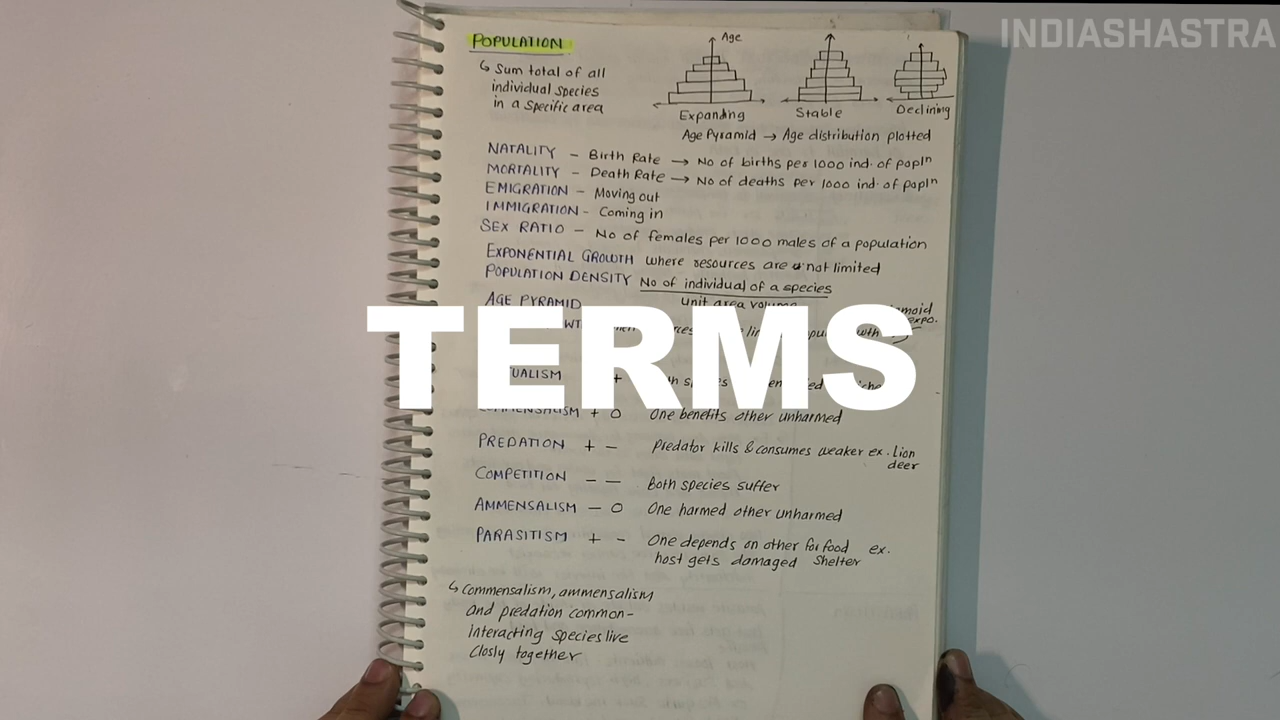 INDIASHASTRA
POPULATION
↳ Sum total of all
individual species
in a specific area
Age
Expanding
Stable
Declining
Age Pyramid → Age distribution plotted
NATALITY – Birth Rate → No of births per 1000 ind. of popln
MORTALITY – Death Rate → No of deaths per 1000 ind. of popln
EMIGRATION – Moving out
IMMIGRATION – Coming in
SEX RATIO – No of females per 1000 males of a population
EXPONENTIAL GROWTH where resources are not limited
POPULATION DENSITY No of individual of a species
unit area volume
AGE PYRAMID
expo.
TERMS
+
COMMENSALISM + O One benefits other unharmed
PREDATION + – Predator kills & consumes weaker ex. Lion
deer
COMPETITION – – Both species suffer
AMMENSALISM – O One harmed other unharmed
PARASITISM + - One depends on other for food ex.
host gets damaged shelter
↳ Commensalism, ammensalism
and predation common-
interacting species live
closly together